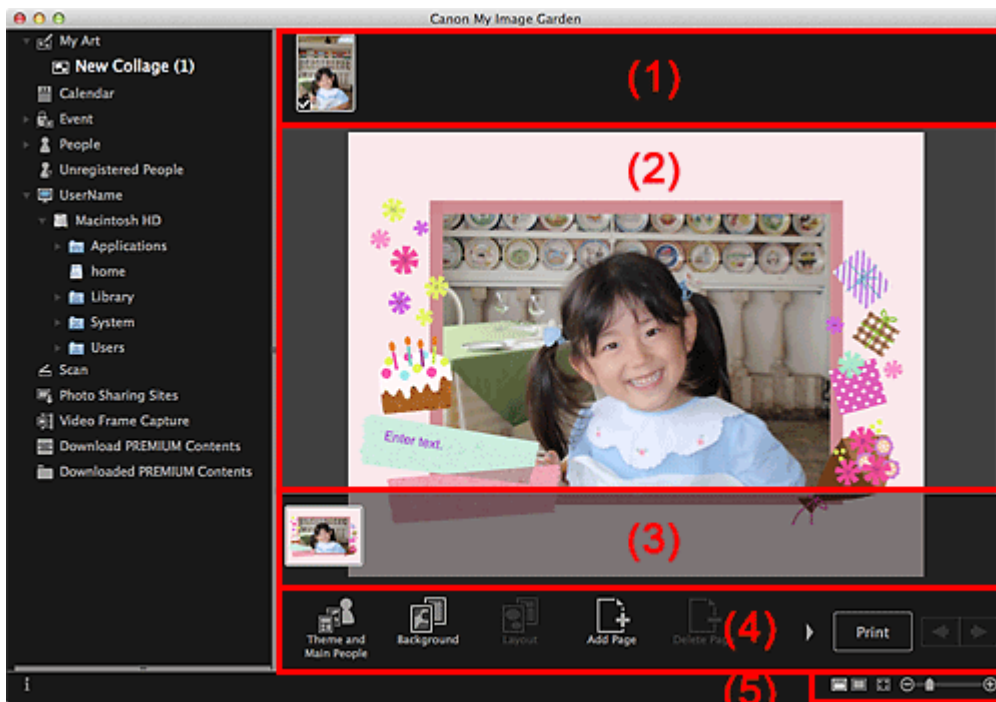 Canon My Image Garden
My Art
New Collage (1)
Calendar
Event
People
Unregistered People
UserName
Macintosh HD
Applications
home
Library
System
Users
Scan
Photo Sharing Sites
Video Frame Capture
Download PREMIUM Contents
Downloaded PREMIUM Contents
(1)
(2)
Enter text.
(3)
Theme and
Main People
Background
Layout
Add Page
Delete Page
(4)
Print
(5)